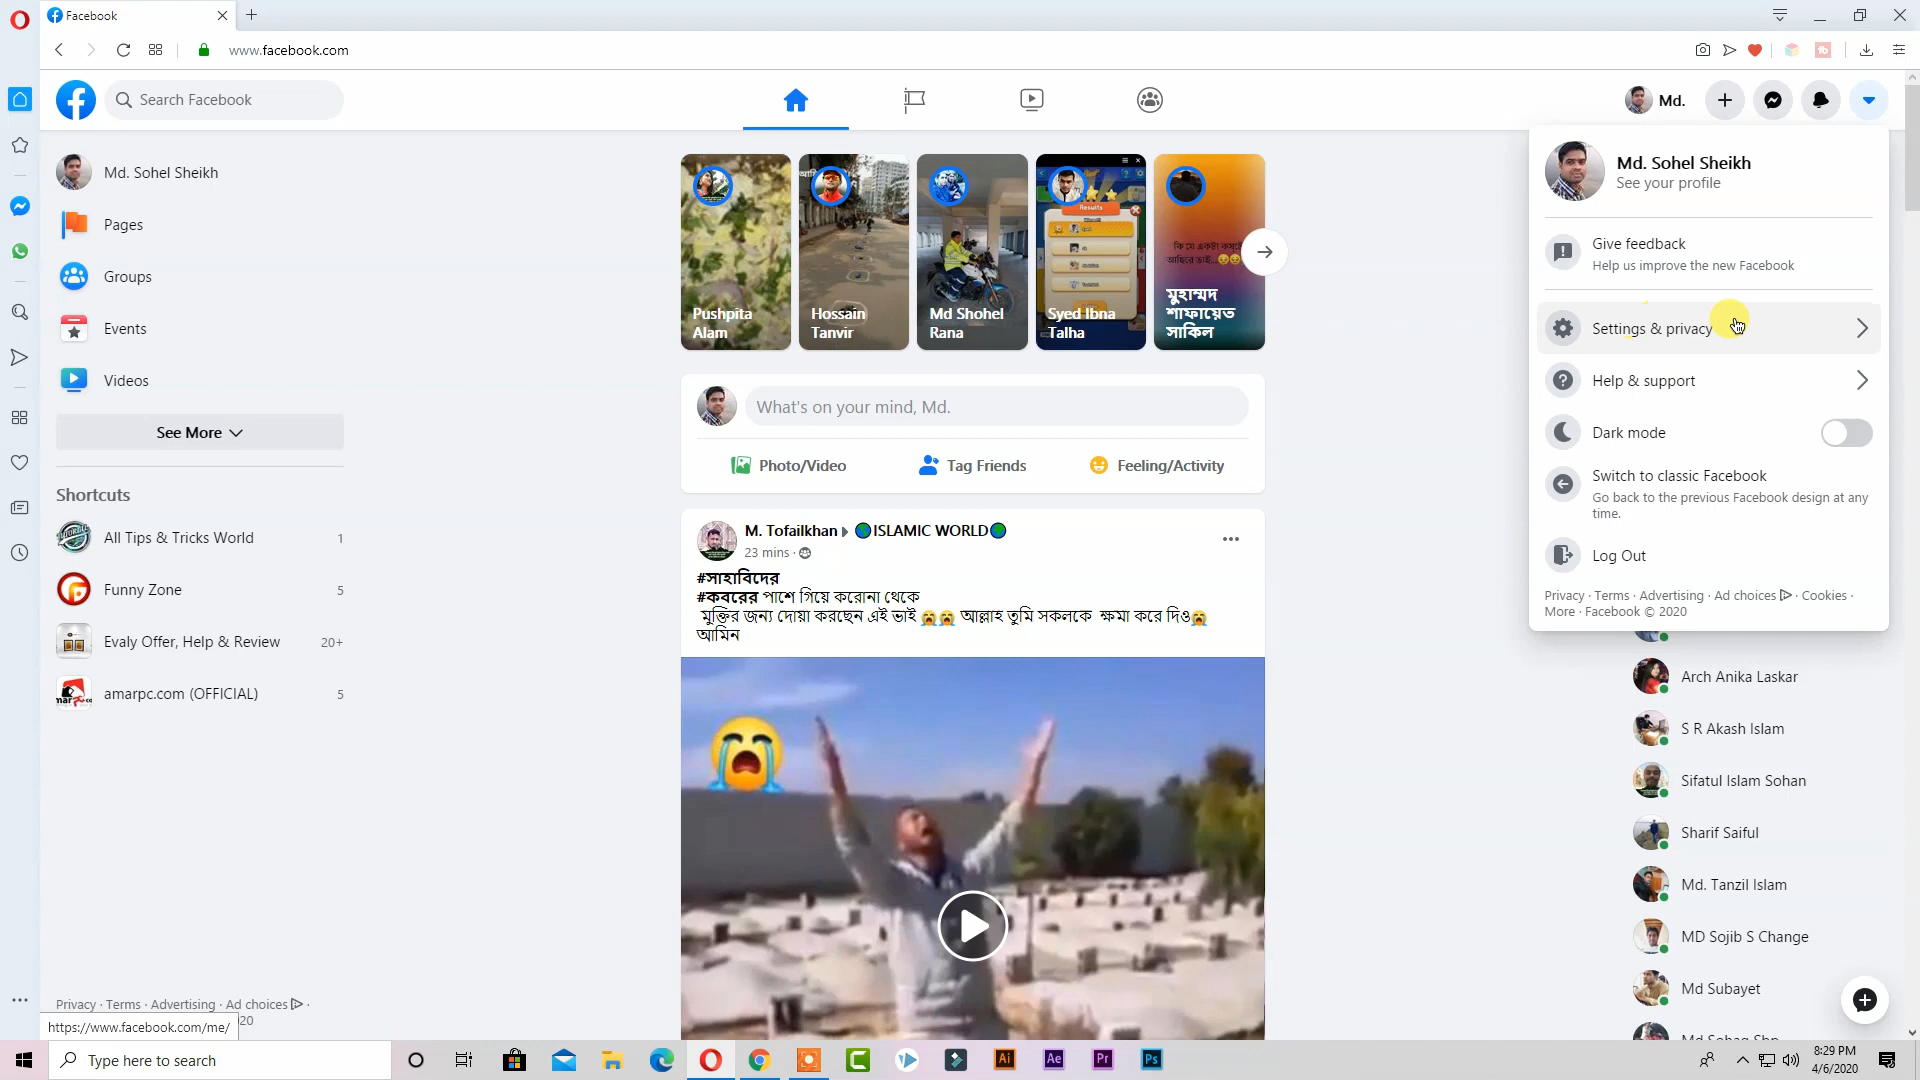 Facebook
www.facebook.com
Search Facebook
Md.
Md. Sohel Sheikh
Pages
Groups
Events
Videos
See More
Shortcuts
All Tips & Tricks World 1
Funny Zone 5
Evaly Offer, Help & Review 20+
amarpc.com (OFFICIAL) 5
Privacy · Terms · Advertising · Ad choices ·
20
https://www.facebook.com/me/
Pushpita
Alam
Hossain
Tanvir
Md Shohel
Rana
Results
Syed Ibna
Talha
মুহাম্মদ
শাফায়েত
সাকিল
What's on your mind, Md.
Photo/Video
Tag Friends
Feeling/Activity
M. Tofailkhan ISLAMIC WORLD
23 mins ·
#সাহাবিদের
#কবরের পাশে গিয়ে করোনা থেকে
মুক্তির জন্য দোয়া করছেন এই ভাই 😭😭 আল্লাহ তুমি সকলকে ক্ষমা করে দিও😭
আমিন
Md. Sohel Sheikh
See your profile
Give feedback
Help us improve the new Facebook
Settings & privacy
Help & support
Dark mode
Switch to classic Facebook
Go back to the previous Facebook design at any
time.
Log Out
Privacy · Terms · Advertising · Ad choices · Cookies ·
More · Facebook © 2020
Arch Anika Laskar
S R Akash Islam
Sifatul Islam Sohan
Sharif Saiful
Md. Tanzil Islam
MD Sojib S Change
Md Subayet
Type here to search
Ai
Ae
Pr
Ps
8:29 PM
4/6/2020